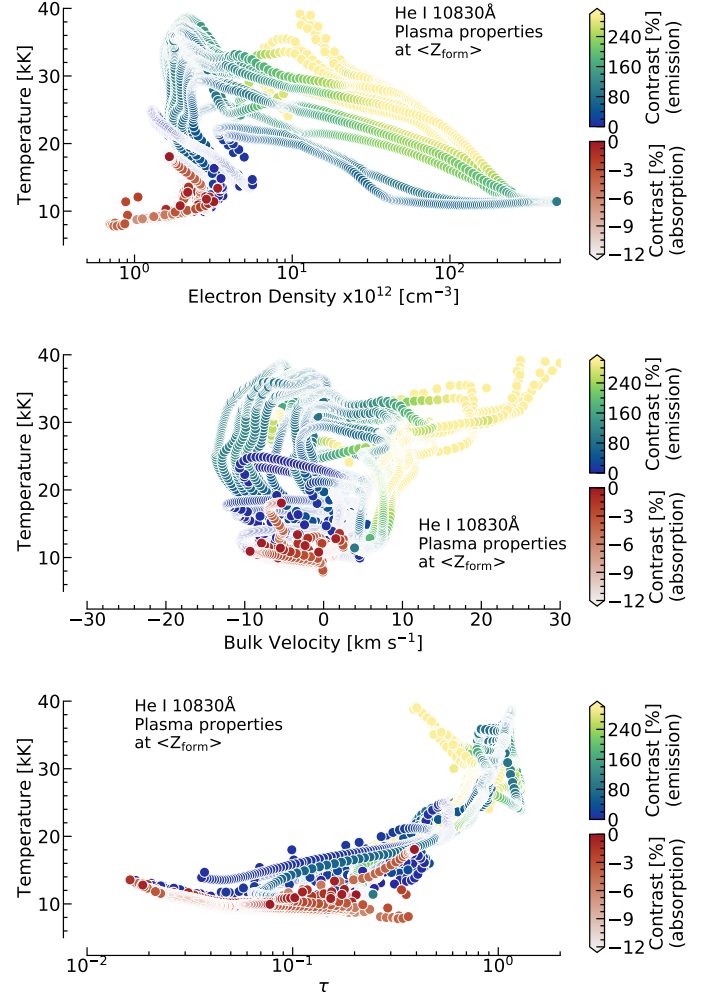 He I 10830Å
Plasma properties
at <Z_form>
Temperature [kK]
40
30
20
10
10^0
10^1
10^2
Electron Density x10^12 [cm^−3]
240
160
80
0
Contrast [%]
(emission)
0
−3
−6
−9
−12
Contrast [%]
(absorption)
Temperature [kK]
40
30
20
10
He I 10830Å
Plasma properties
at <Z_form>
−30
−20
−10
0
10
20
30
Bulk Velocity [km s^−1]
240
160
80
0
Contrast [%]
(emission)
0
−3
−6
−9
−12
Contrast [%]
(absorption)
He I 10830Å
Plasma properties
at <Z_form>
Temperature [kK]
40
30
20
10
10^−2
10^−1
10^0
τ
240
160
80
0
Contrast [%]
(emission)
0
−3
−6
−9
−12
Contrast [%]
(absorption)